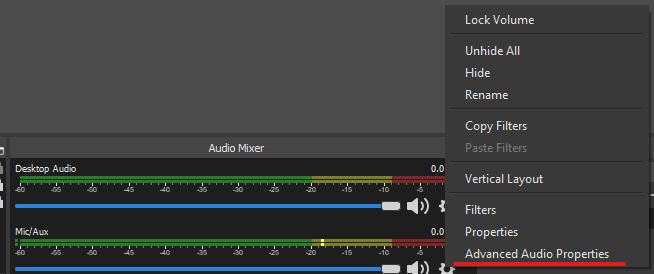 Lock Volume
Unhide All
Hide
Rename
Copy Filters
Paste Filters
Vertical Layout
Filters
Properties
Advanced Audio Properties
Audio Mixer
Desktop Audio 0.0
-60 -55 -50 -45 -40 -35 -30 -25 -20 -15 -10 -5
Mic/Aux 0.0
-60 -55 -50 -45 -40 -35 -30 -25 -20 -15 -10 -5